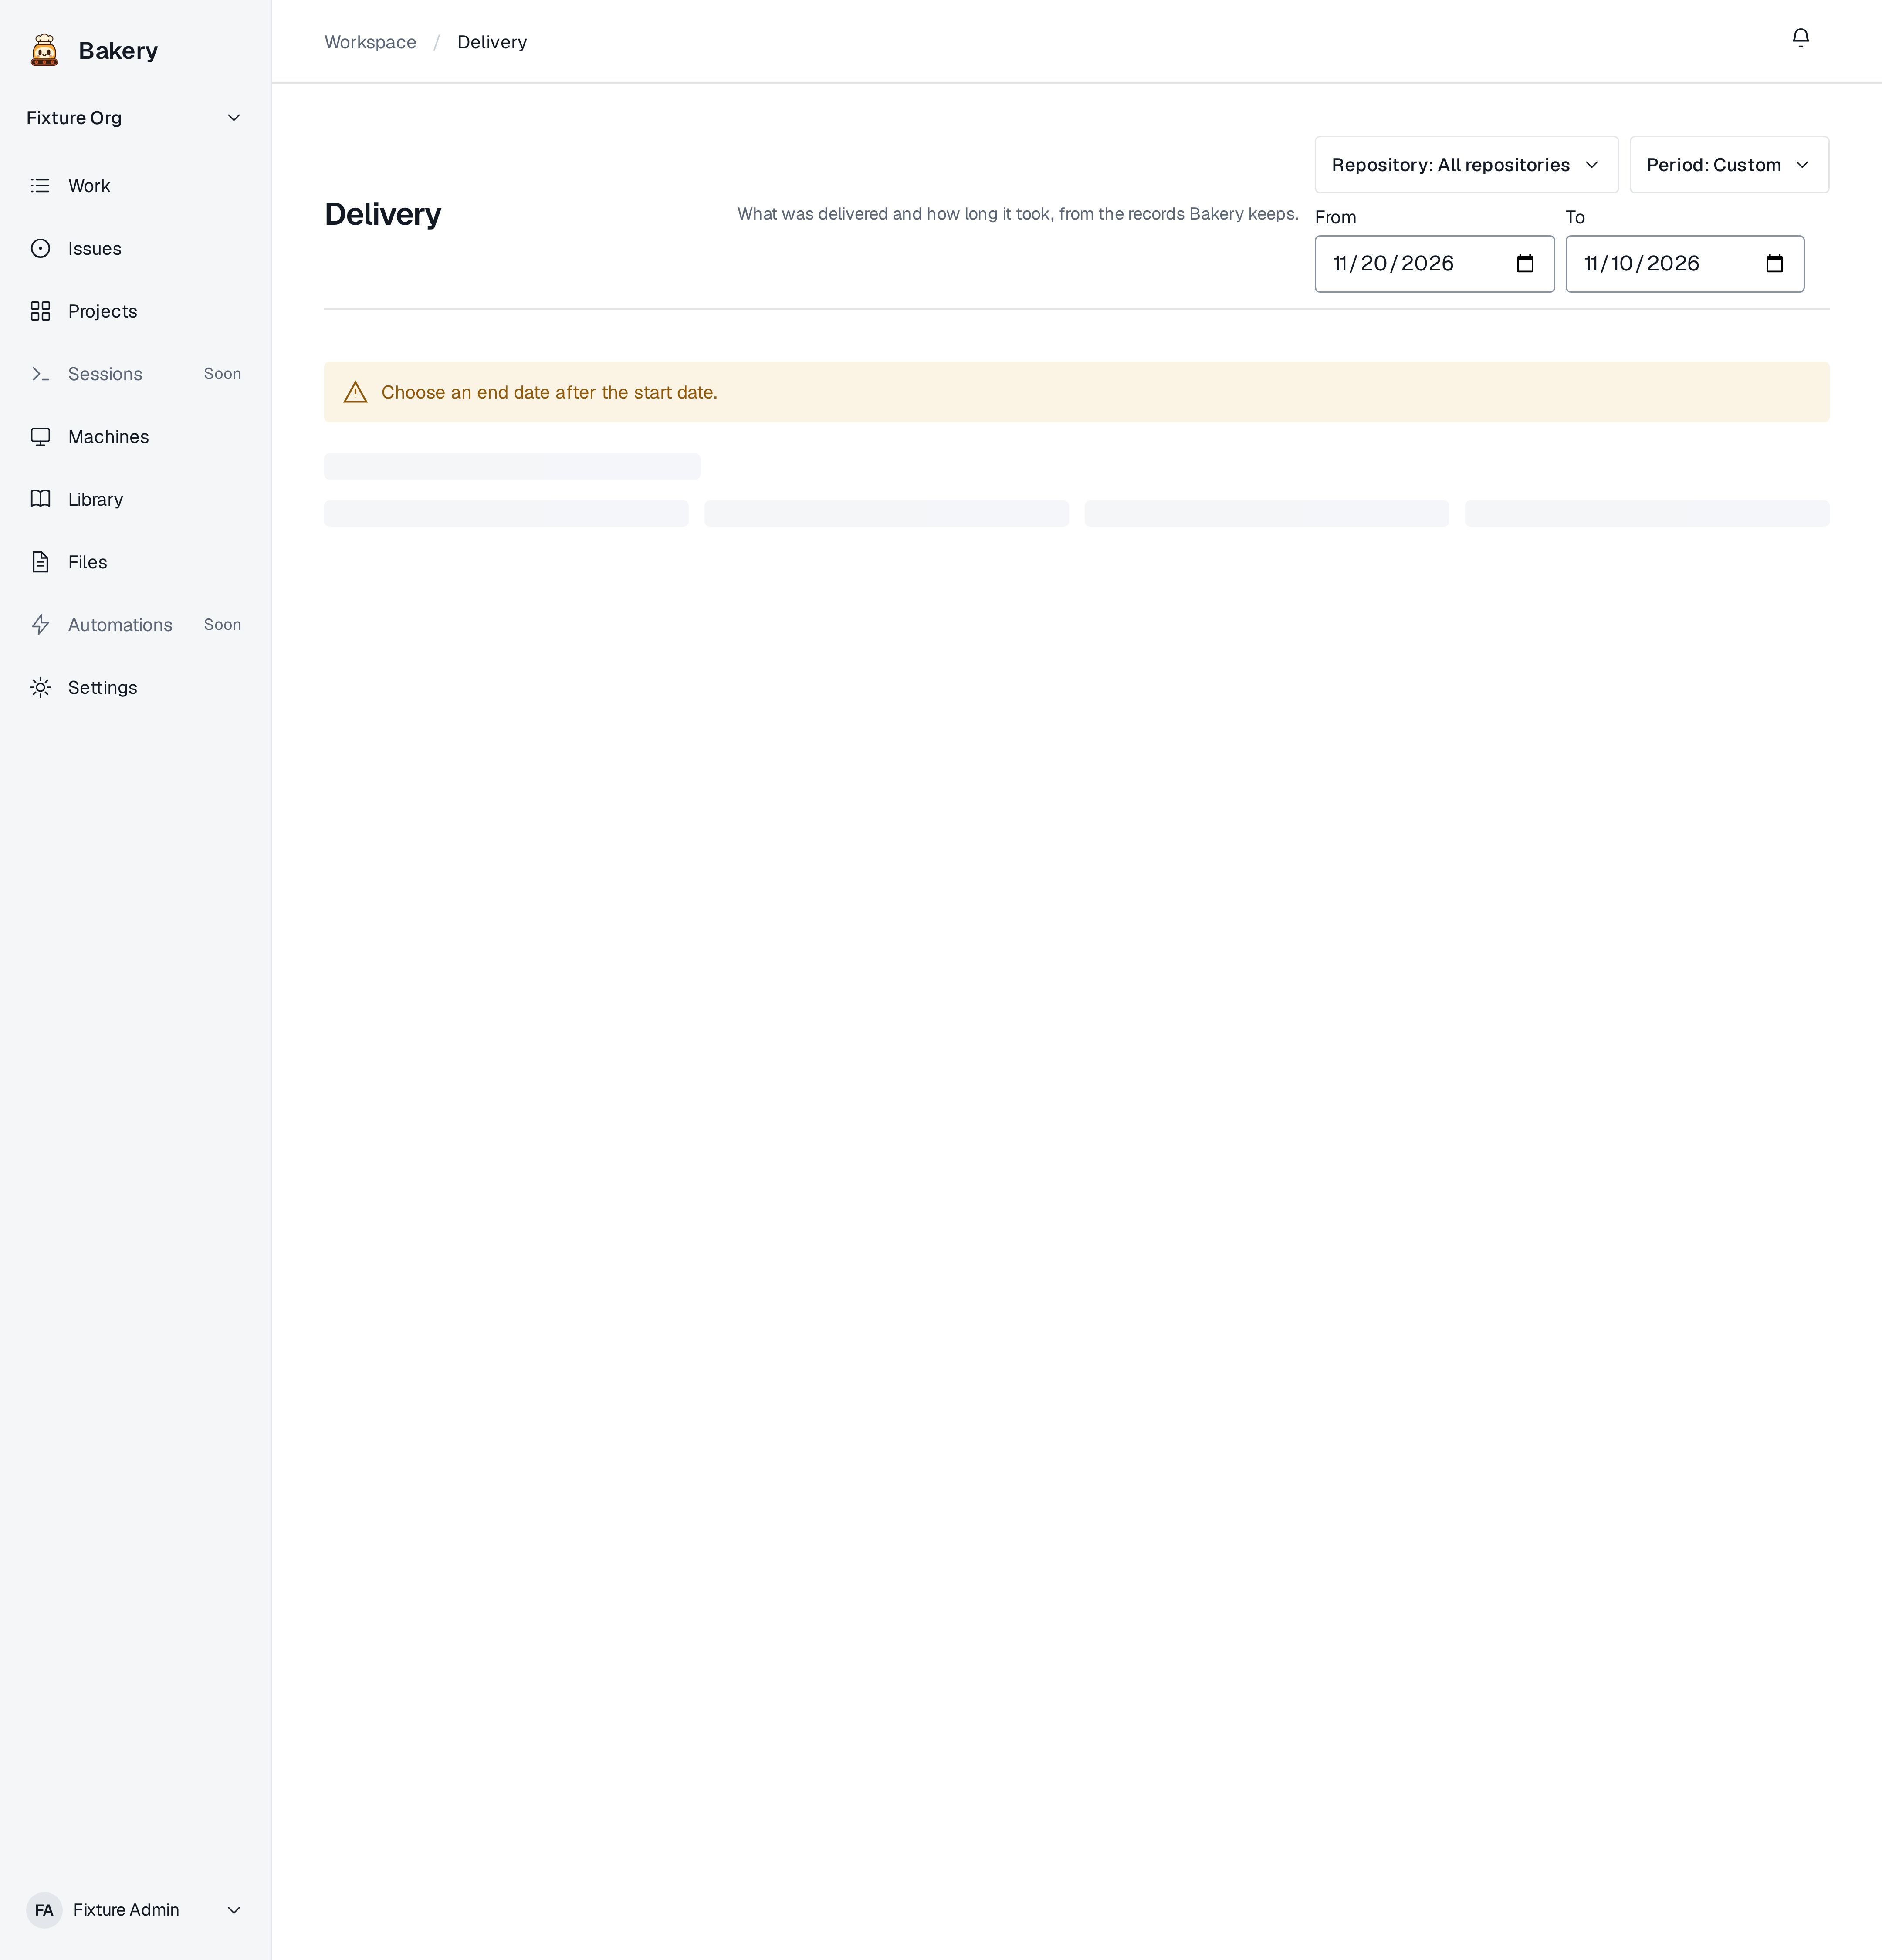 Bakery
Fixture Org
Work
Issues
Projects
Sessions Soon
Machines
Library
Files
Automations Soon
Settings
FA Fixture Admin
Workspace / Delivery
Delivery
What was delivered and how long it took, from the records Bakery keeps.
Repository: All repositories
Period: Custom
From
11/20/2026
To
11/10/2026
Choose an end date after the start date.